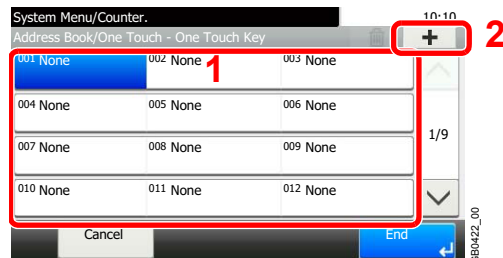 System Menu/Counter. 10:10
Address Book/One Touch - One Touch Key + 2
001 None 002 None 1 003 None
004 None 005 None 006 None
1/9
007 None 008 None 009 None
010 None 011 None 012 None
Cancel End
BB0422_00